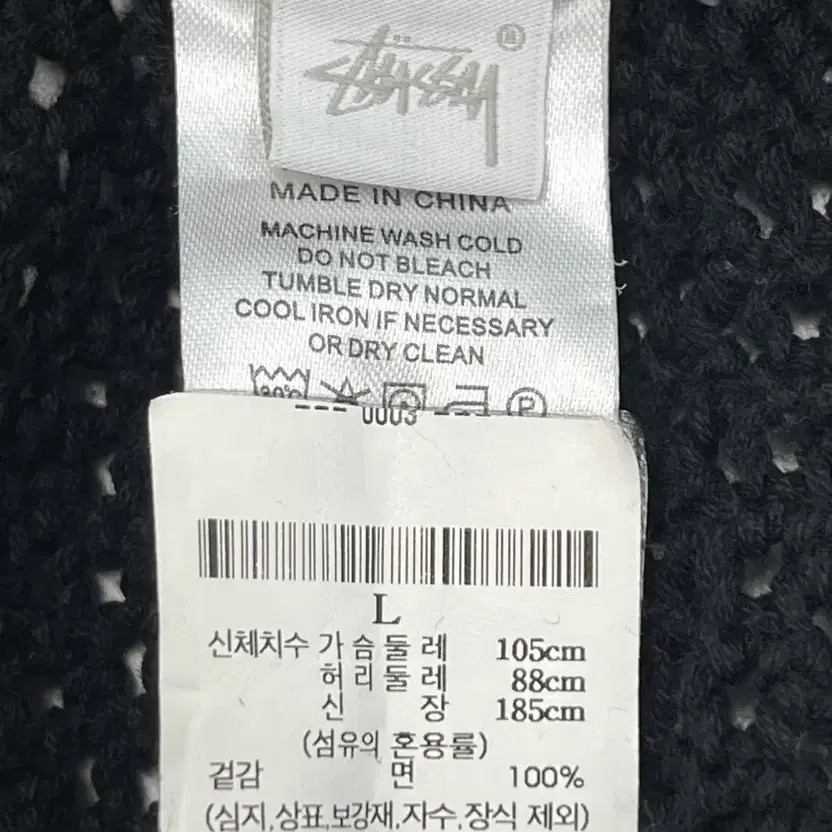 STÜSSY ®
MADE IN CHINA
MACHINE WASH COLD
DO NOT BLEACH
TUMBLE DRY NORMAL
COOL IRON IF NECESSARY
OR DRY CLEAN
P
--- 0003 ---
L
신체치수 가슴둘레 105cm
허리둘레 88cm
신장 185cm
(섬유의 혼용률)
겉감 면 100%
(심지,상표,보강재,자수,장식 제외)